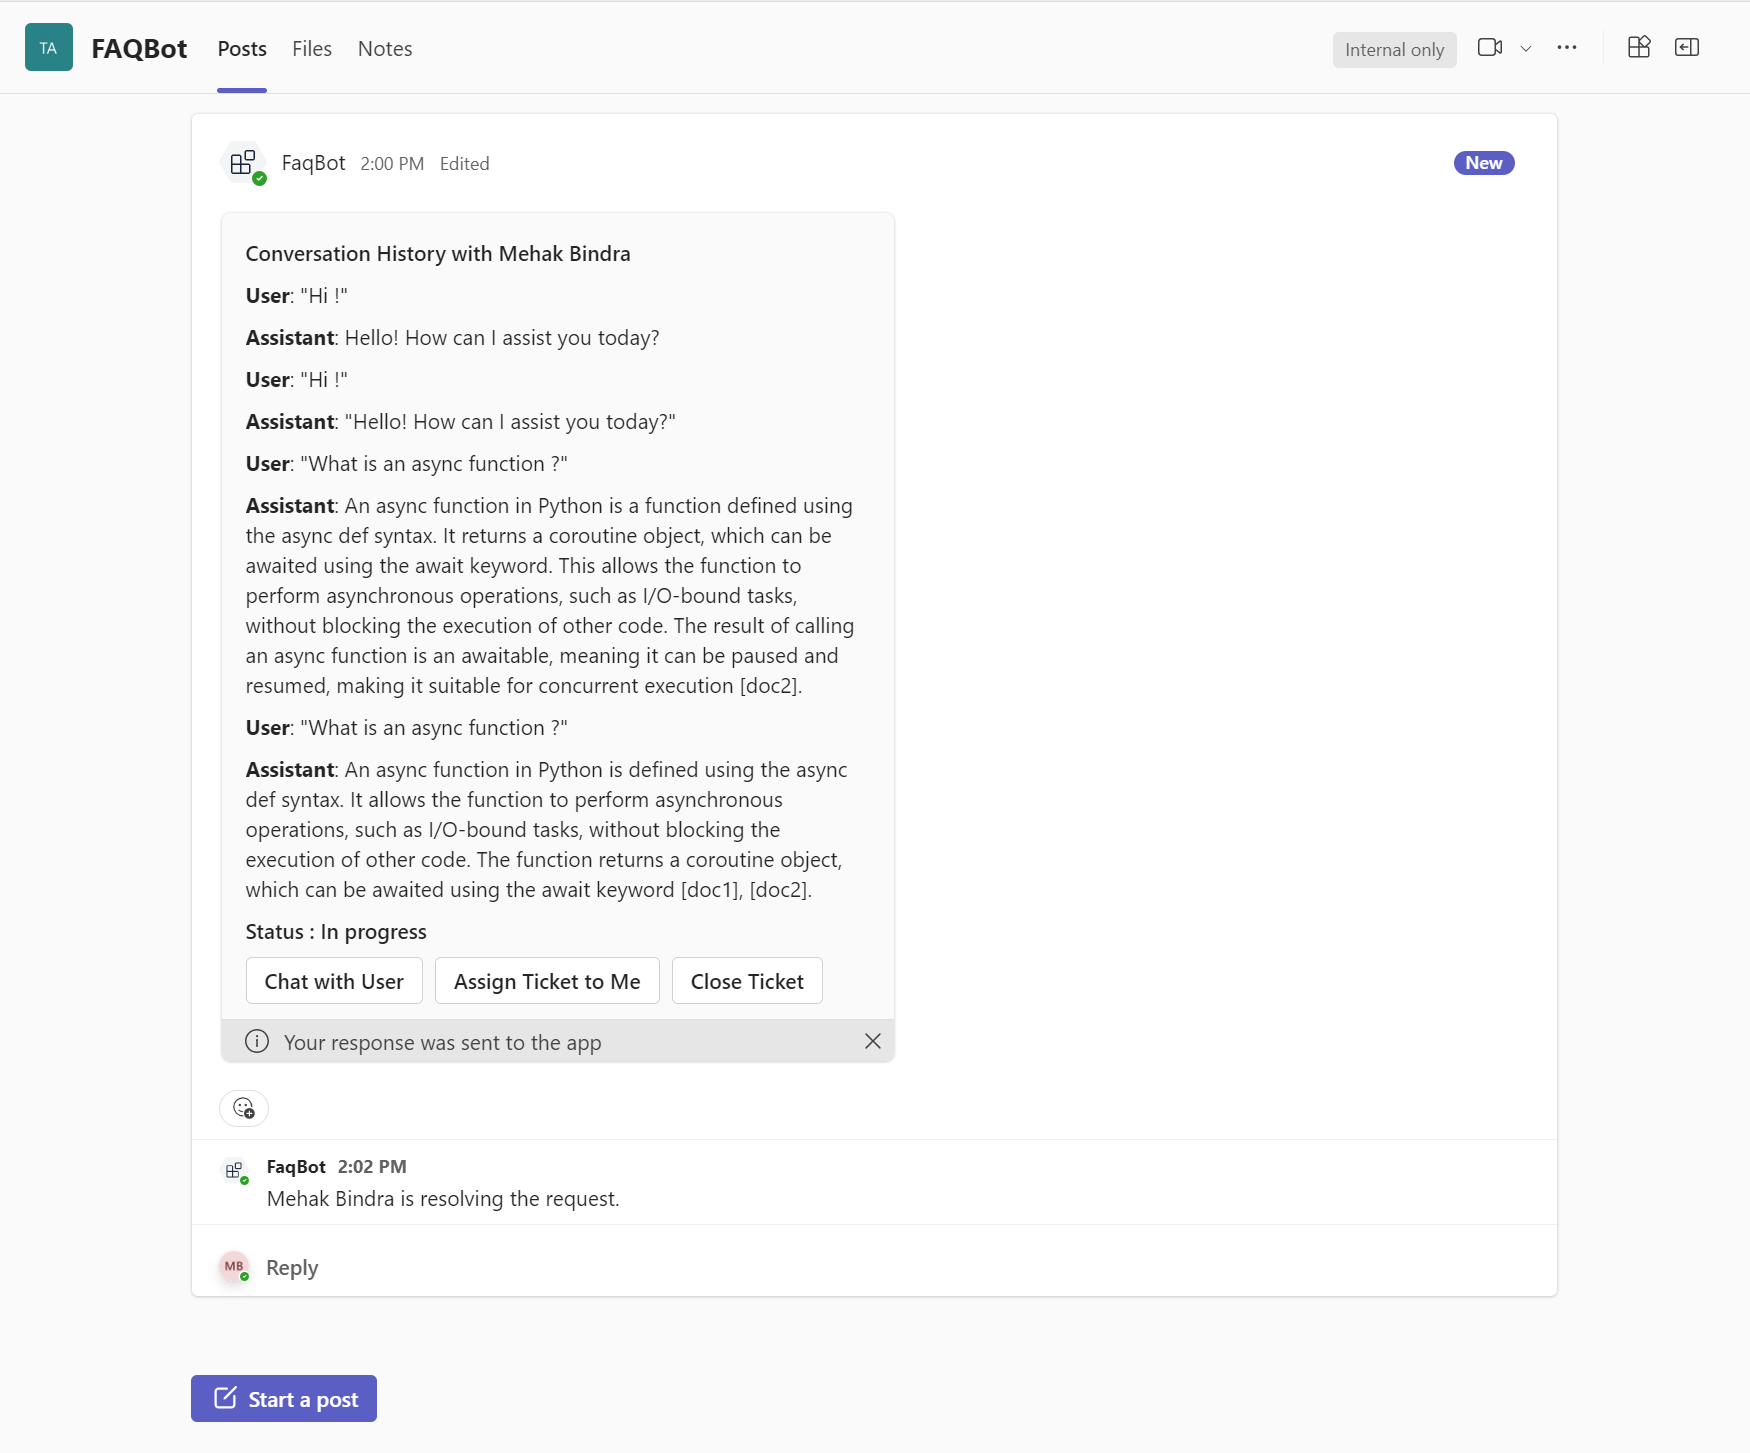 TA
FAQBot Posts Files Notes
Internal only
FaqBot 2:00 PM Edited
New
Conversation History with Mehak Bindra
User: "Hi !"
Assistant: Hello! How can I assist you today?
User: "Hi !"
Assistant: "Hello! How can I assist you today?"
User: "What is an async function ?"
Assistant: An async function in Python is a function defined using
the async def syntax. It returns a coroutine object, which can be
awaited using the await keyword. This allows the function to
perform asynchronous operations, such as I/O-bound tasks,
without blocking the execution of other code. The result of calling
an async function is an awaitable, meaning it can be paused and
resumed, making it suitable for concurrent execution [doc2].
User: "What is an async function ?"
Assistant: An async function in Python is defined using the async
def syntax. It allows the function to perform asynchronous
operations, such as I/O-bound tasks, without blocking the
execution of other code. The function returns a coroutine object,
which can be awaited using the await keyword [doc1], [doc2].
Status : In progress
Chat with User
Assign Ticket to Me
Close Ticket
Your response was sent to the app
FaqBot 2:02 PM
Mehak Bindra is resolving the request.
MB
Reply
Start a post